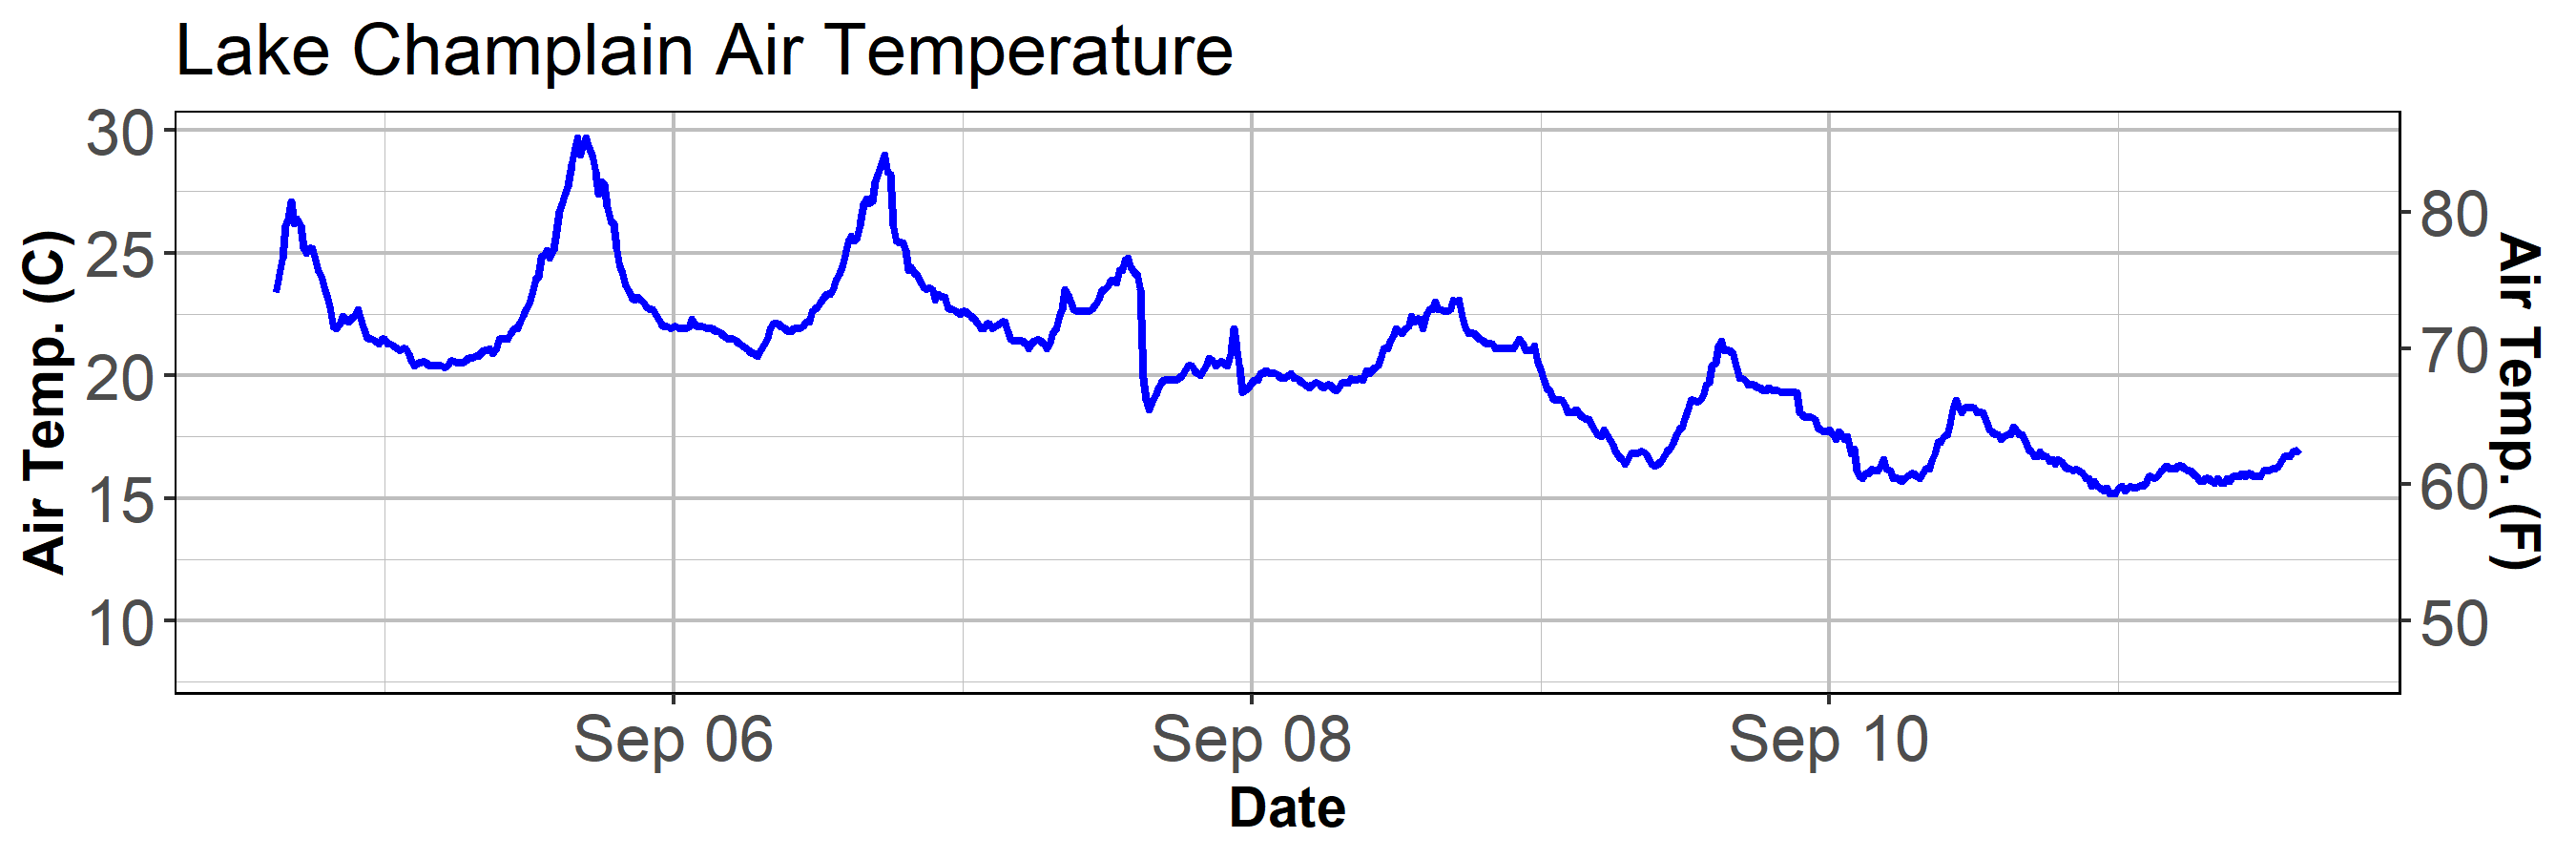 Lake Champlain Air Temperature
30
25
20
15
10
Air Temp. (C)
80
70
60
50
Air Temp. (F)
Sep 06
Sep 08
Sep 10
Date